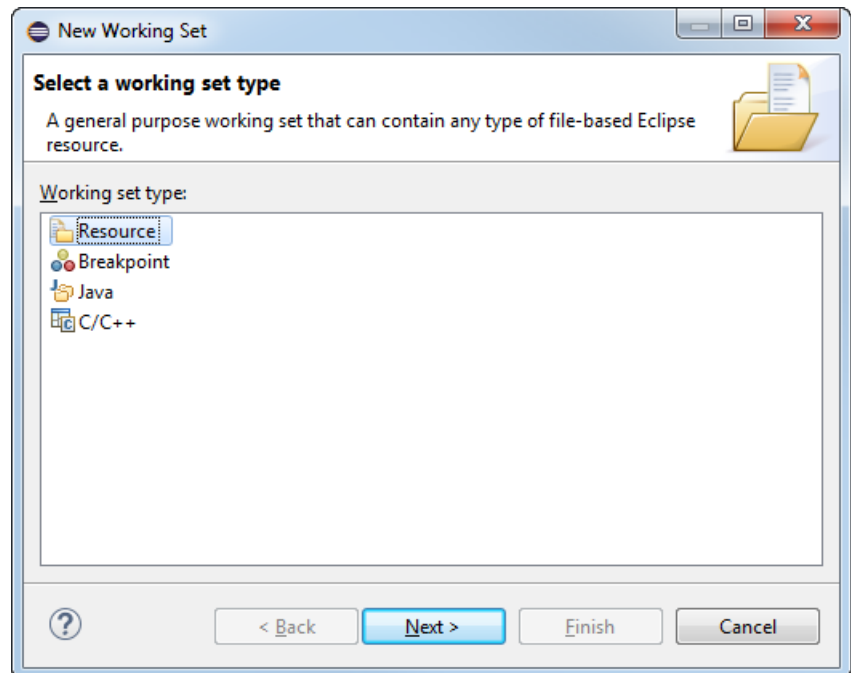 New Working Set
Select a working set type
A general purpose working set that can contain any type of file-based Eclipse
resource.
Working set type:
Resource
Breakpoint
Java
C/C++
< Back Next > Finish Cancel